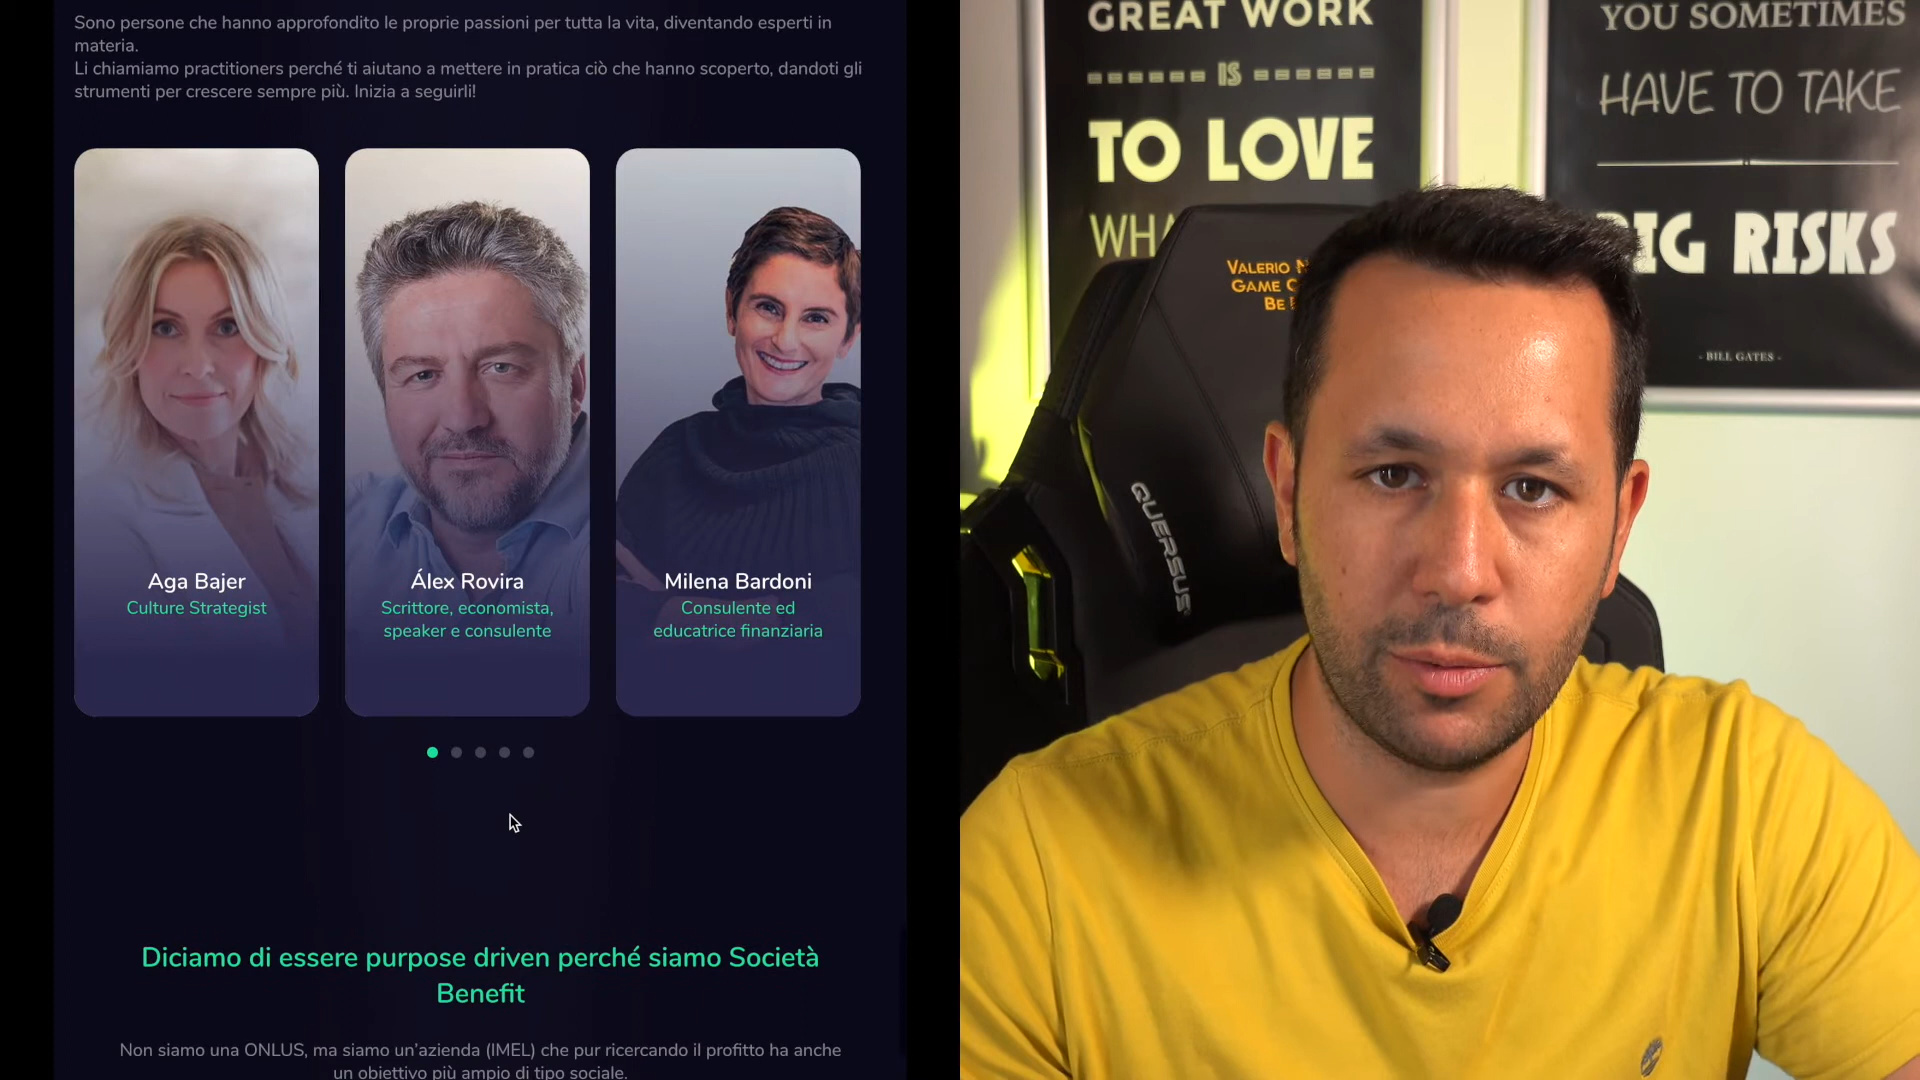 Sono persone che hanno approfondito le proprie passioni per tutta la vita, diventando esperti in
materia.
Li chiamiamo practitioners perché ti aiutano a mettere in pratica ciò che hanno scoperto, dandoti gli
strumenti per crescere sempre più. Inizia a seguirli!
Aga Bajer
Culture Strategist
Álex Rovira
Scrittore, economista,
speaker e consulente
Milena Bardoni
Consulente ed
educatrice finanziaria
Diciamo di essere purpose driven perché siamo Società
Benefit
Non siamo una ONLUS, ma siamo un'azienda (IMEL) che pur ricercando il profitto ha anche
un obiettivo più ampio di tipo sociale.
GREAT WORK
IS
TO LOVE
YOU SOMETIMES
HAVE TO TAKE
BIG RISKS
- BILL GATES -
VALERIO
GAME
BE
QUERSUS